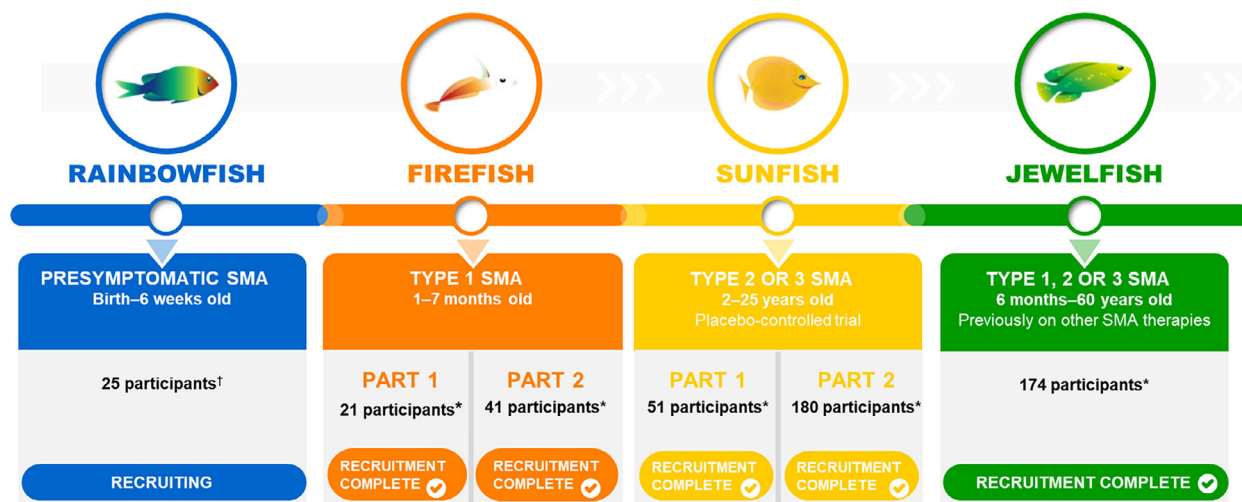 RAINBOWFISH
FIREFISH
SUNFISH
JEWELFISH
PRESYMPTOMATIC SMA
Birth–6 weeks old
25 participants†
RECRUITING
TYPE 1 SMA
1–7 months old
PART 1
21 participants*
RECRUITMENT
COMPLETE
PART 2
41 participants*
RECRUITMENT
COMPLETE
TYPE 2 OR 3 SMA
2–25 years old
Placebo-controlled trial
PART 1
51 participants*
RECRUITMENT
COMPLETE
PART 2
180 participants*
RECRUITMENT
COMPLETE
TYPE 1, 2 OR 3 SMA
6 months–60 years old
Previously on other SMA therapies
174 participants*
RECRUITMENT COMPLETE